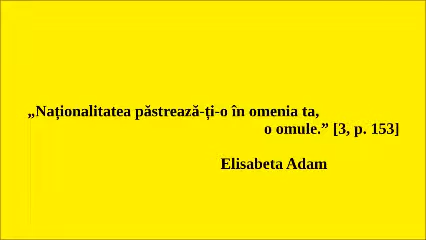 „Naționalitatea păstrează-ți-o în omenia ta,
o omule.” [3, p. 153]
Elisabeta Adam